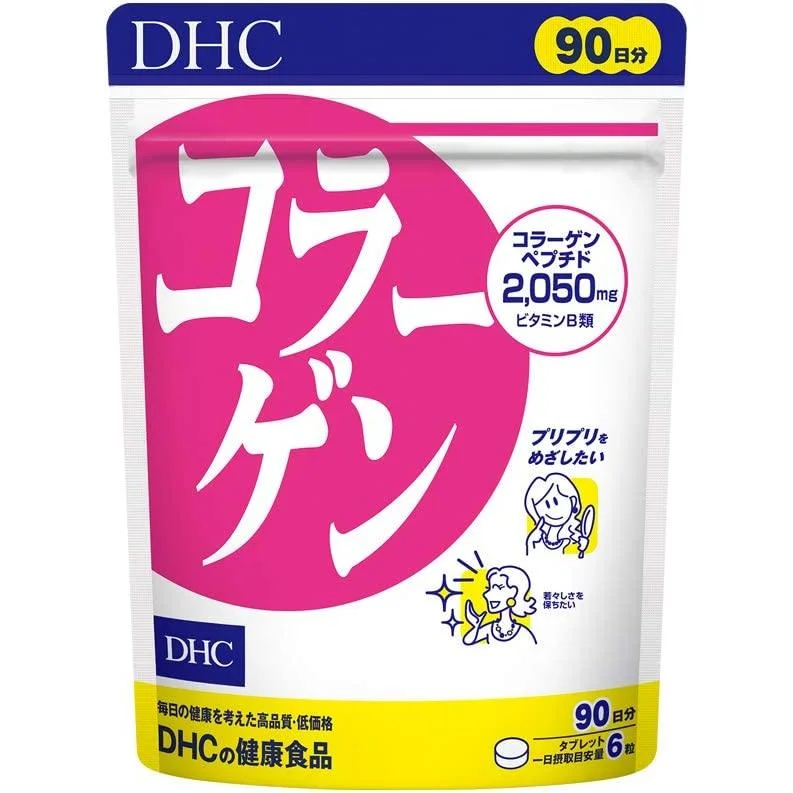 DHC
90日分
コラーゲン
コラーゲン
ペプチド
2,050mg
ビタミンB類
プリプリを
めざしたい
若々しさを
保ちたい
DHC
毎日の健康を考えた高品質・低価格
DHCの健康食品
90日分
タブレット
一日摂取目安量 6粒